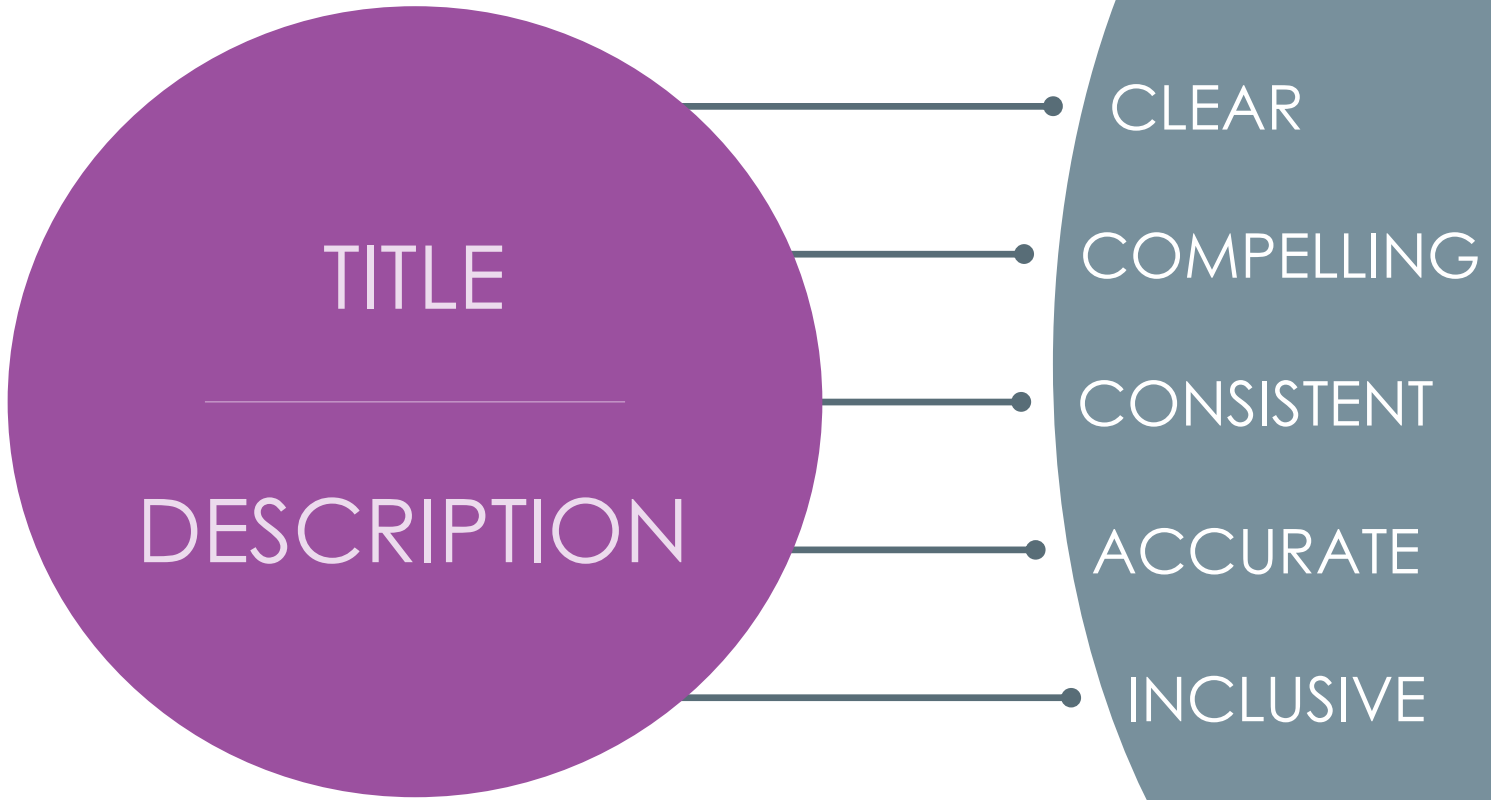 TITLE
DESCRIPTION
CLEAR
COMPELLING
CONSISTENT
ACCURATE
INCLUSIVE